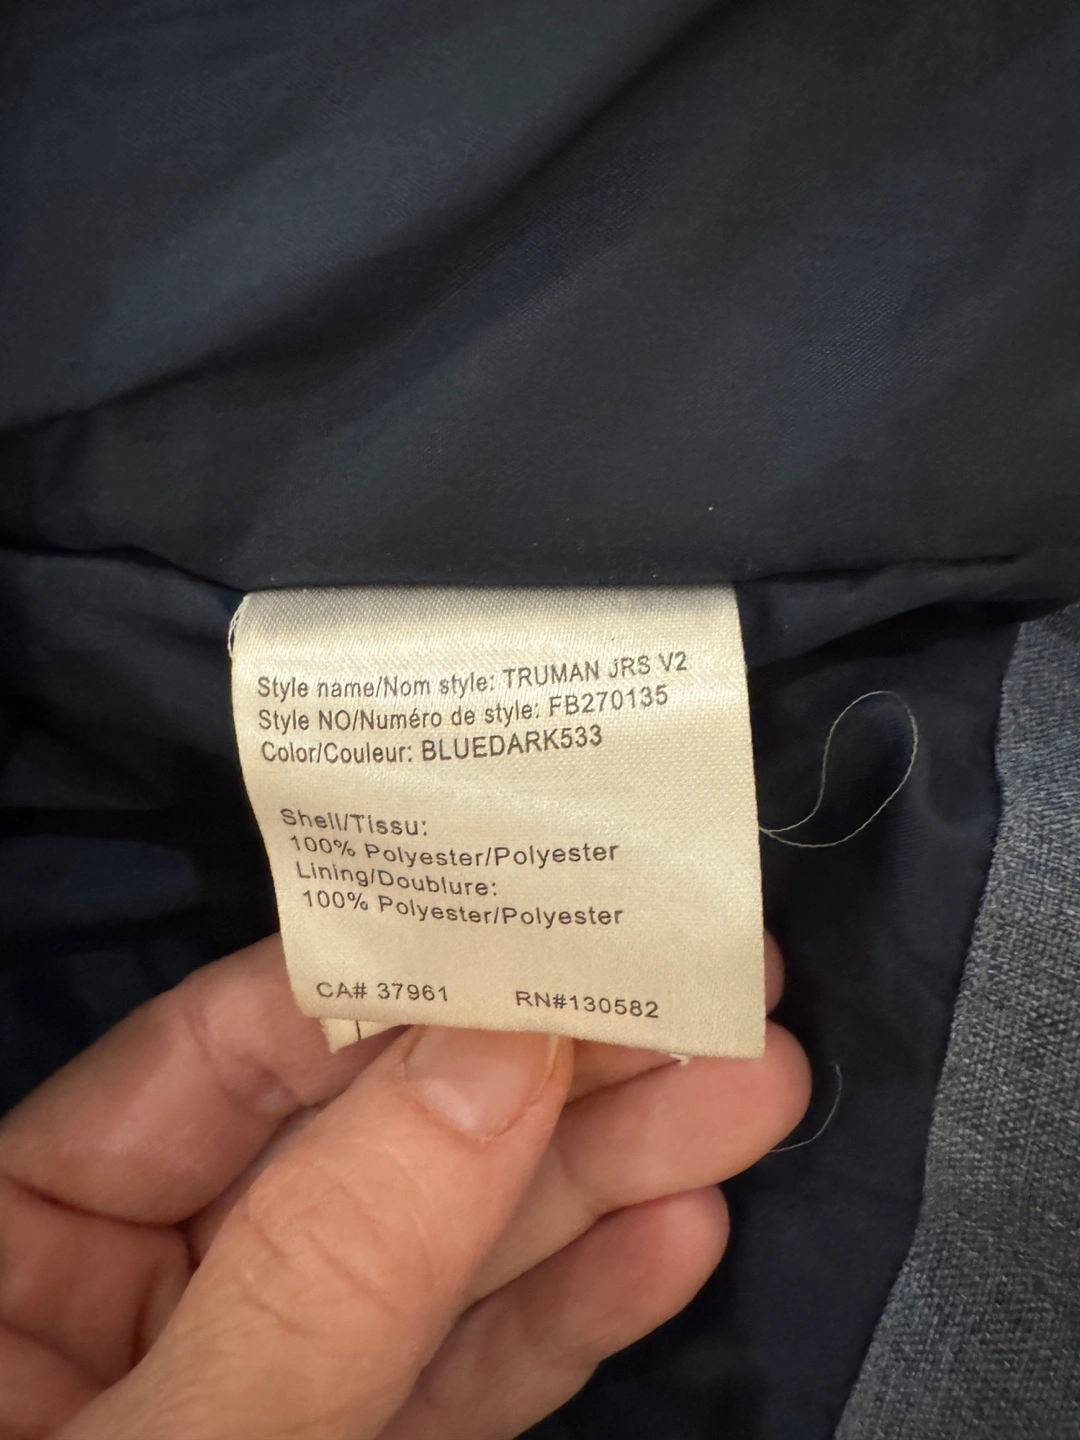 Style name/Nom style: TRUMAN JRS V2
Style NO/Numéro de style: FB270135
Color/Couleur: BLUEDARK533
Shell/Tissu:
100% Polyester/Polyester
Lining/Doublure:
100% Polyester/Polyester
CA# 37961 RN#130582